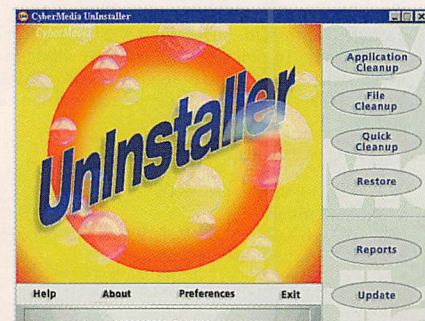 CyberMedia UnInstaller
CyberMedia
UnInstaller
Application
Cleanup
File
Cleanup
Quick
Cleanup
Restore
Reports
Update
Help About Preferences Exit